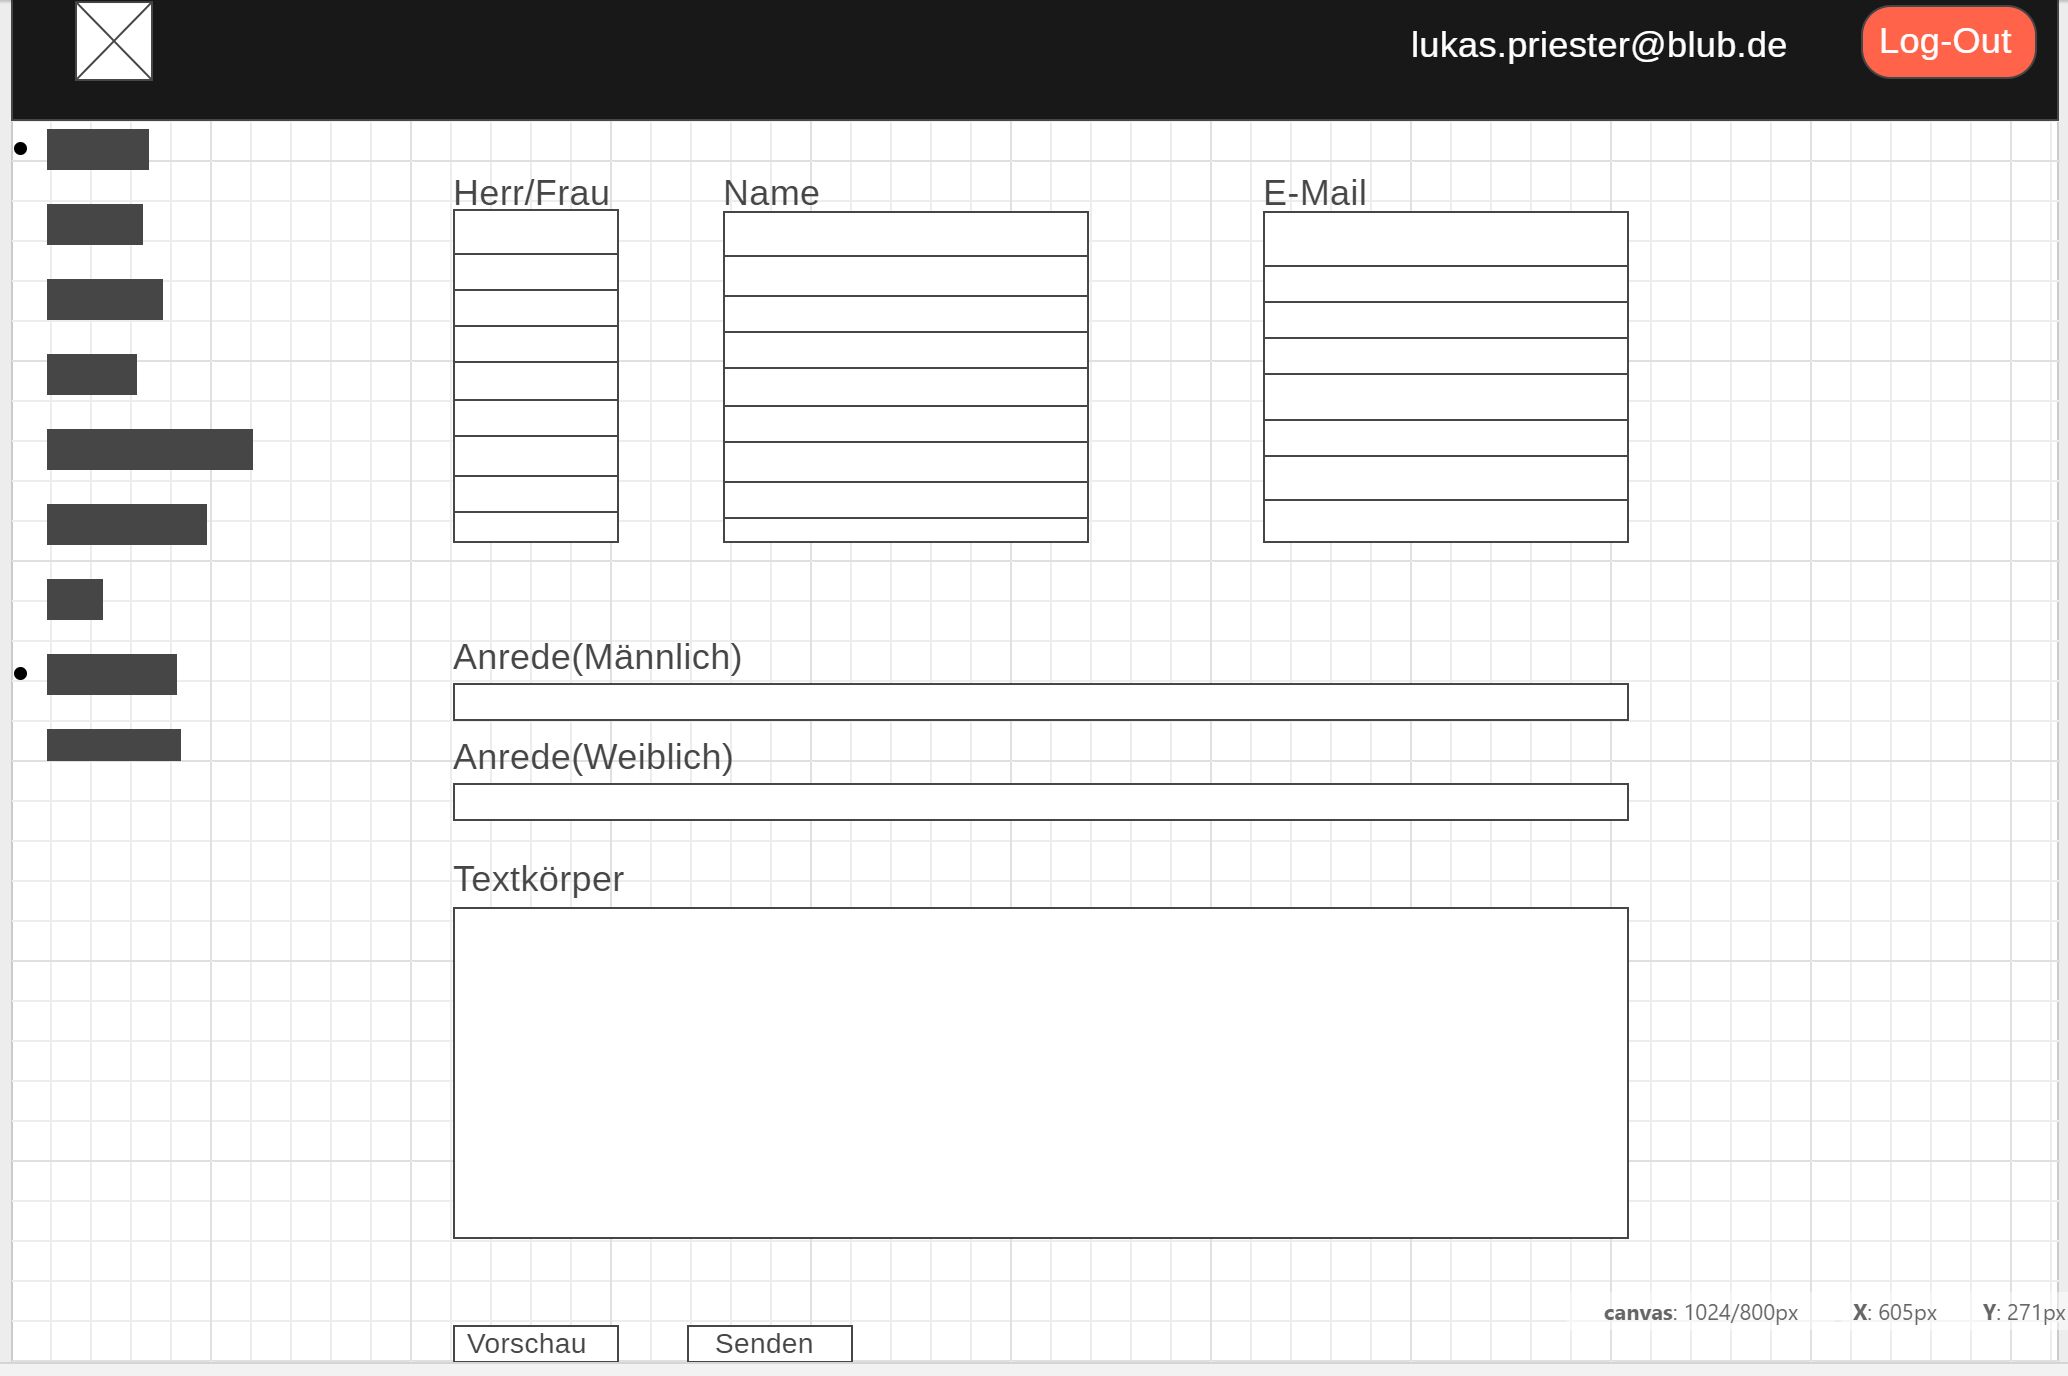 lukas.priester@blub.de
Log-Out
Herr/Frau
Name
E-Mail
Anrede(Männlich)
Anrede(Weiblich)
Textkörper
canvas: 1024/800px X: 605px Y: 271px
Vorschau
Senden